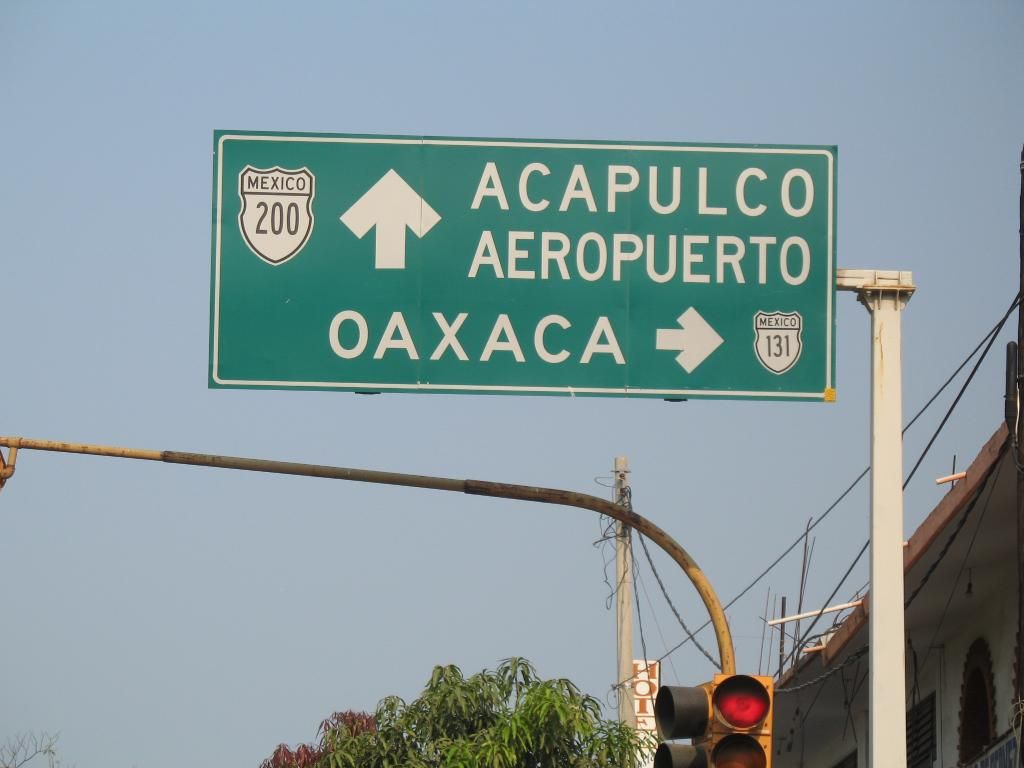 MEXICO
200
ACAPULCO
AEROPUERTO
OAXACA
MEXICO
131